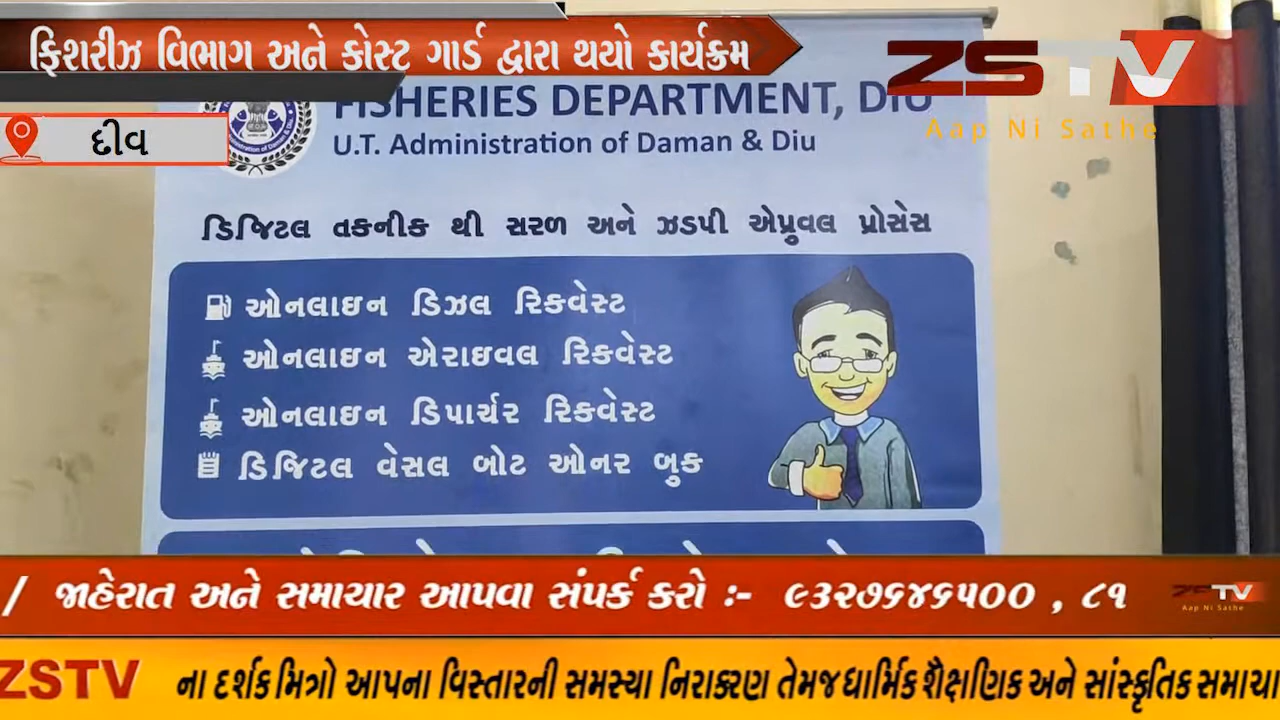 ફિશરીઝ વિભાગ અને કોસ્ટ ગાર્ડ દ્વારા થયો કાર્યક્રમ
ZSTV
Aap Ni Sathe
દીવ
FISHERIES DEPARTMENT, DIU
U.T. Administration of Daman & Diu
ડિજિટલ તકનીક થી સરળ અને ઝડપી એપ્રુવલ પ્રોસેસ
ઓનલાઇન ડિઝલ રિકવેસ્ટ
ઓનલાઇન એરાઇવલ રિકવેસ્ટ
ઓનલાઇન ડિપાર્ચર રિકવેસ્ટ
ડિજિટલ વેસલ બોટ ઓનર બુક
/ જાહેરાત અને સમાચાર આપવા સંપર્ક કરો :- ૯૩૨૭૬૪૬૫૦૦ , ૮૧
ZSTV
Aap Ni Sathe
ZSTV ના દર્શક મિત્રો આપના વિસ્તારની સમસ્યા નિરાકરણ તેમજ ધાર્મિક શૈક્ષણિક અને સાંસ્કૃતિક સમાચા